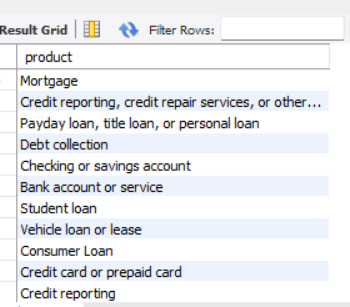 Result Grid Filter Rows:
product
Mortgage
Credit reporting, credit repair services, or other...
Payday loan, title loan, or personal loan
Debt collection
Checking or savings account
Bank account or service
Student loan
Vehicle loan or lease
Consumer Loan
Credit card or prepaid card
Credit reporting